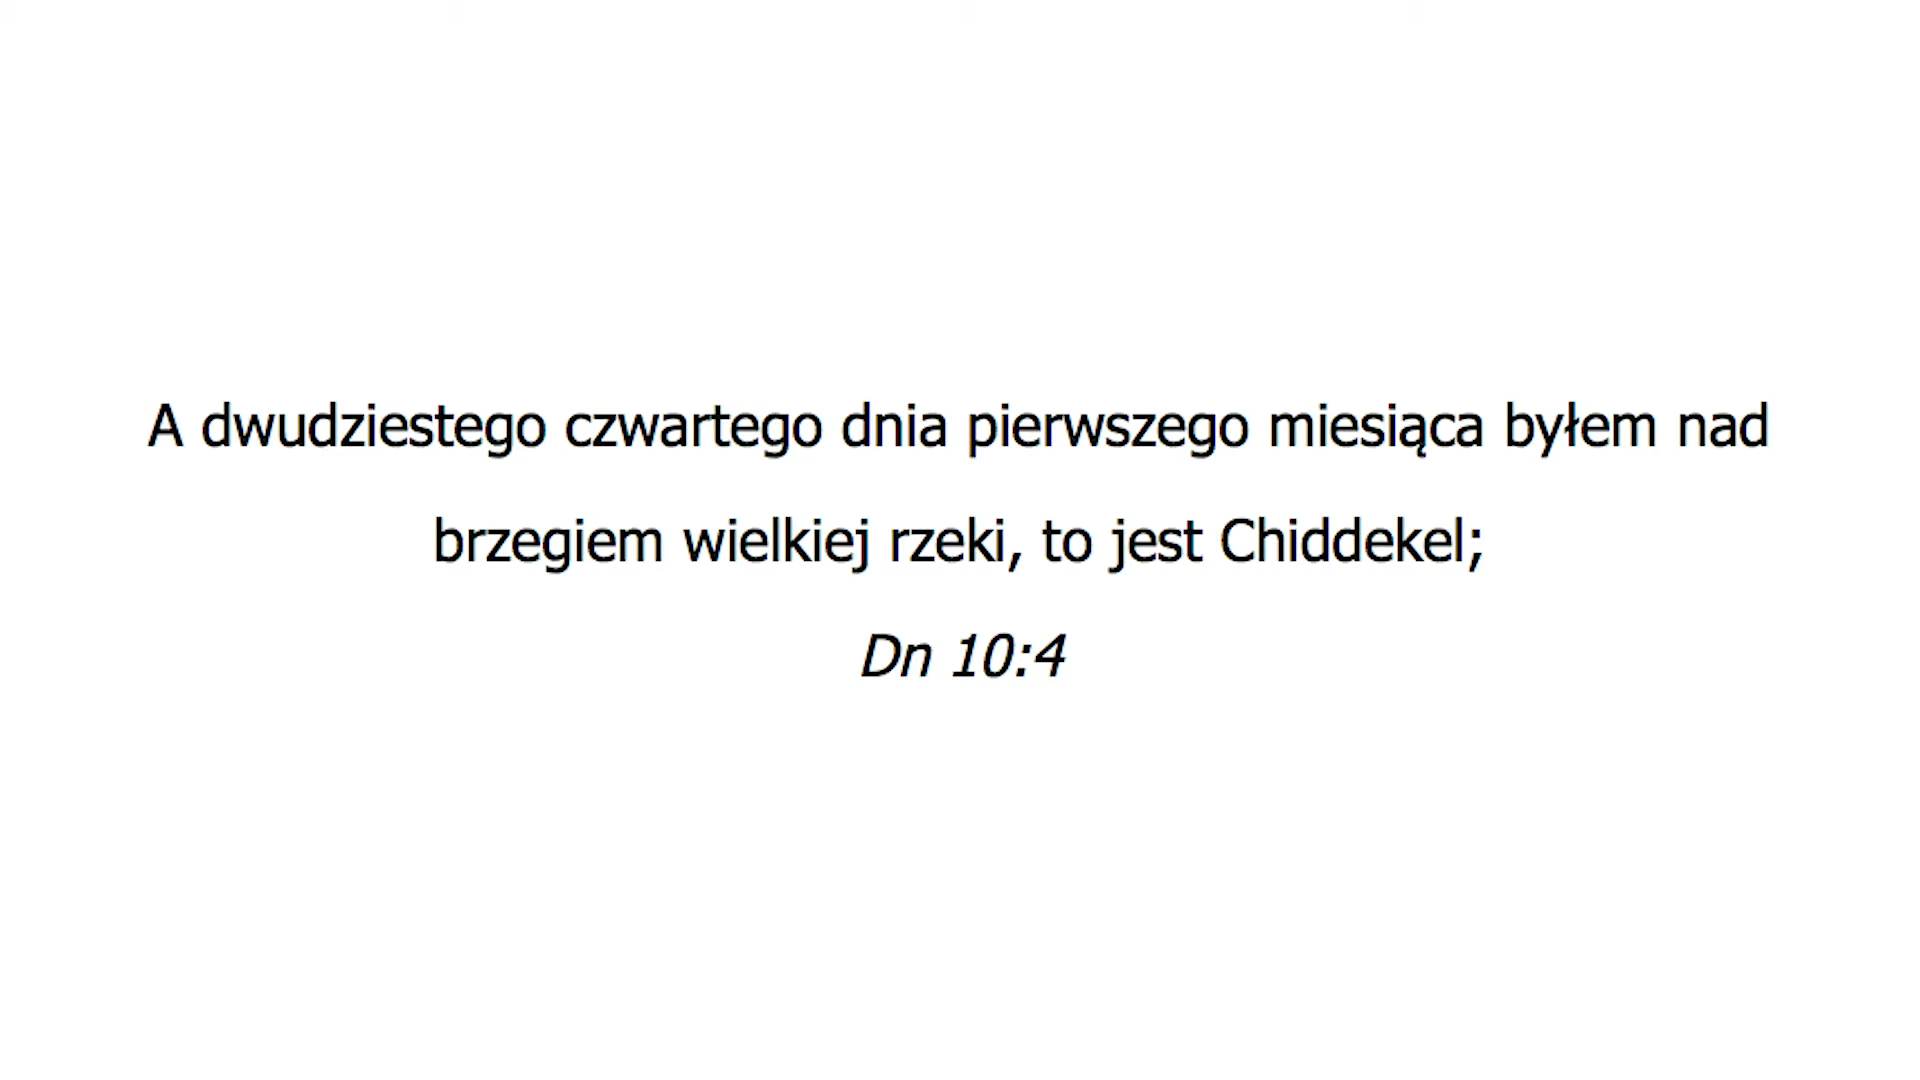 A dwudziestego czwartego dnia pierwszego miesiąca byłem nad
brzegiem wielkiej rzeki, to jest Chiddekel;
Dn 10:4